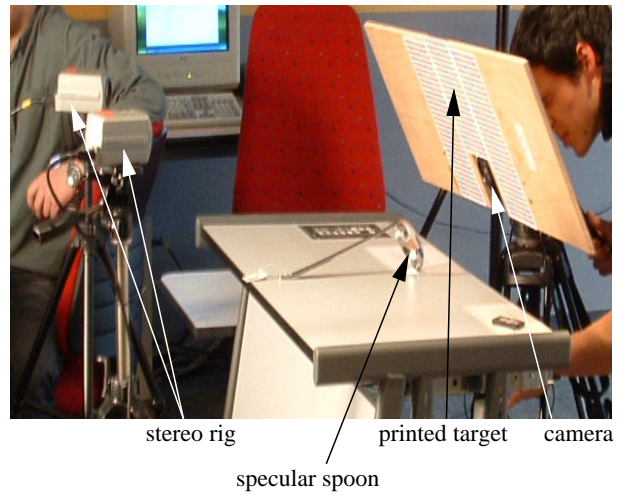 stereo rig
printed target
camera
specular spoon